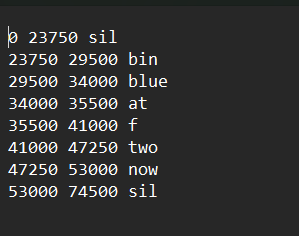 0 23750 sil
23750 29500 bin
29500 34000 blue
34000 35500 at
35500 41000 f
41000 47250 two
47250 53000 now
53000 74500 sil